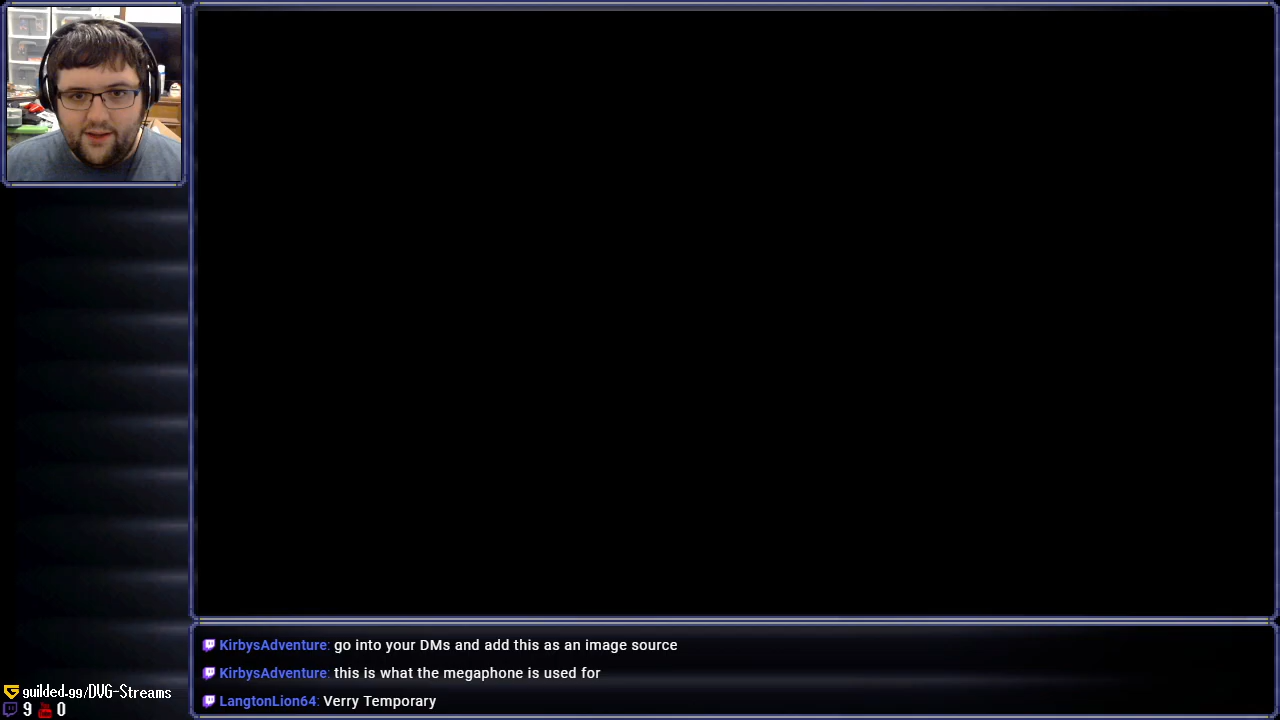 KirbysAdventure: go into your DMs and add this as an image source
KirbysAdventure: this is what the megaphone is used for
LangtonLion64: Verry Temporary
guilded.gg/DVG-Streams
9 0